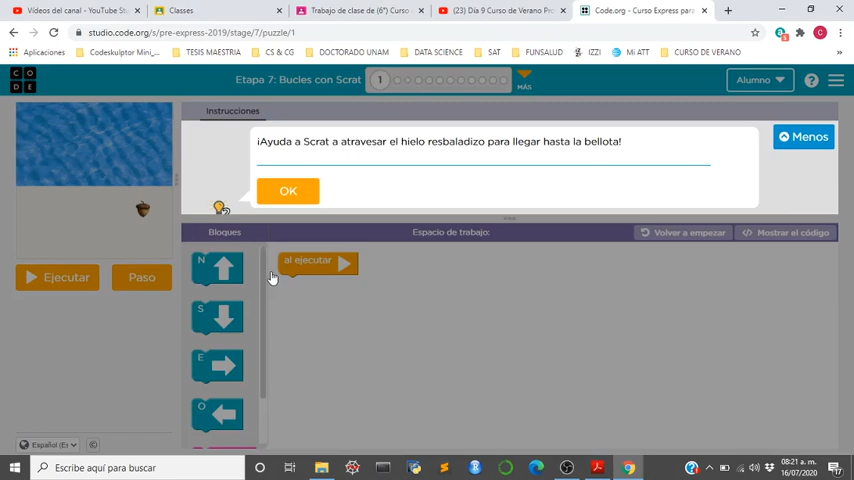 Vídeos del canal - YouTube St
Classes
Trabajo de clase de (6°) Curso
(23) Día 9 Curso de Verano Pro
Code.org - Curso Express para
studio.code.org/s/pre-express-2019/stage/7/puzzle/1
C
Aplicaciones
Codeskulptor Mini_...
TESIS MAESTRIA
CS & CG
DOCTORADO UNAM
DATA SCIENCE
SAT
FUNSALUD
IZZI
Mi ATT
CURSO DE VERANO
C O
D E
Etapa 7: Bucles con Scrat
1
MÁS
Alumno
Instrucciones
¡Ayuda a Scrat a atravesar el hielo resbaladizo para llegar hasta la bellota!
Menos
OK
Bloques
Espacio de trabajo:
Volver a empezar
Mostrar el código
N
al ejecutar
Ejecutar
Paso
S
E
O
Español (Es
Escribe aquí para buscar
08:21 a. m.
16/07/2020
17